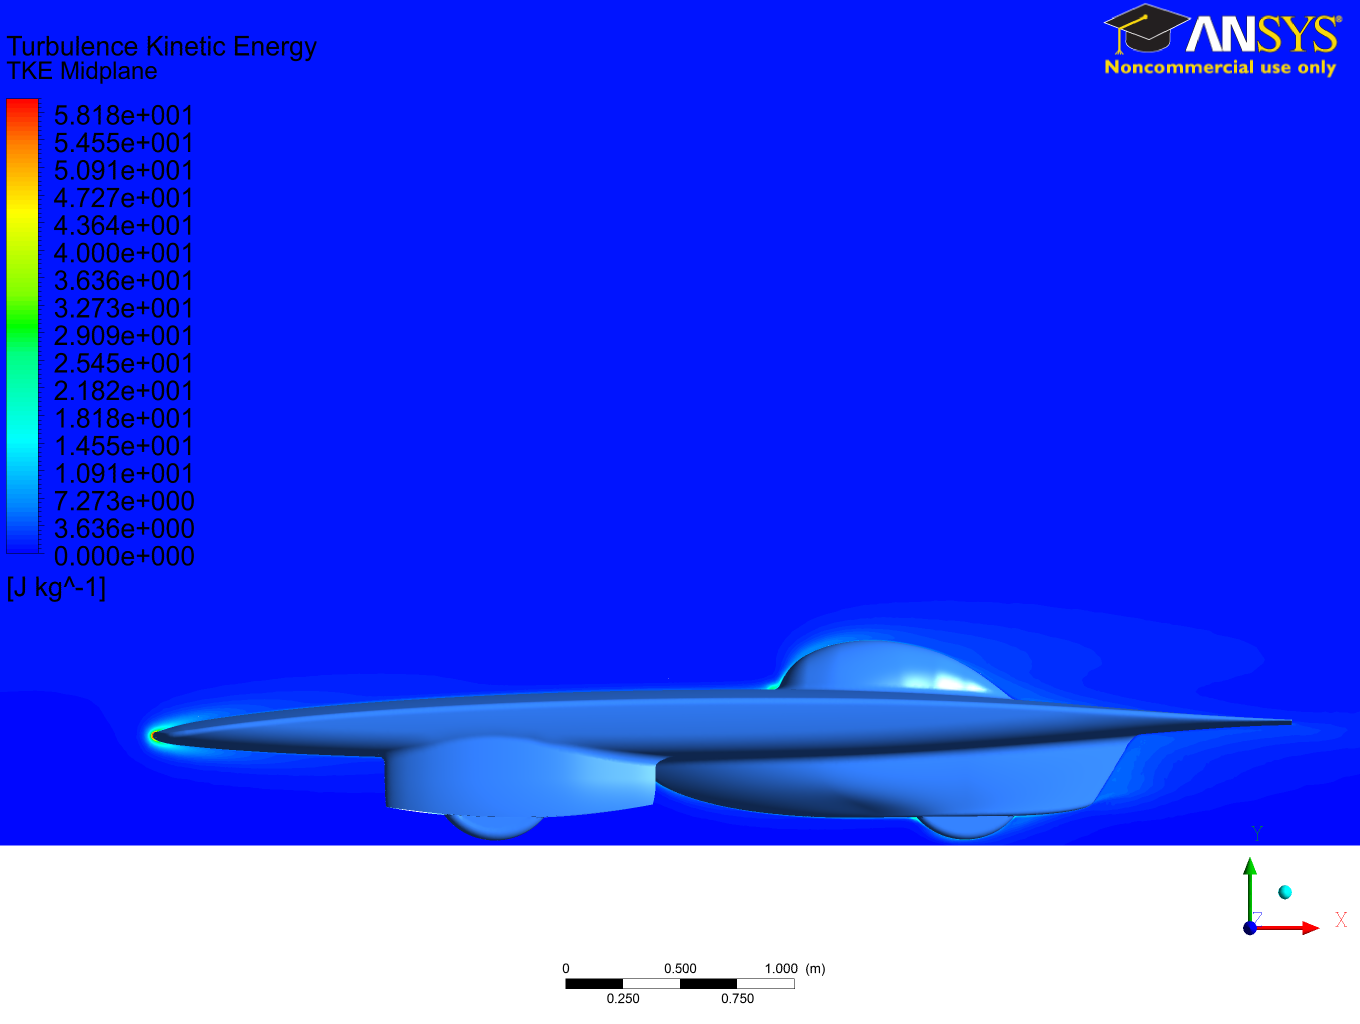 Turbulence Kinetic Energy
TKE Midplane
ANSYS®
Noncommercial use only
5.818e+001
5.455e+001
5.091e+001
4.727e+001
4.364e+001
4.000e+001
3.636e+001
3.273e+001
2.909e+001
2.545e+001
2.182e+001
1.818e+001
1.455e+001
1.091e+001
7.273e+000
3.636e+000
0.000e+000
[J kg^-1]
Y
Z
X
0 0.500 1.000 (m)
0.250 0.750